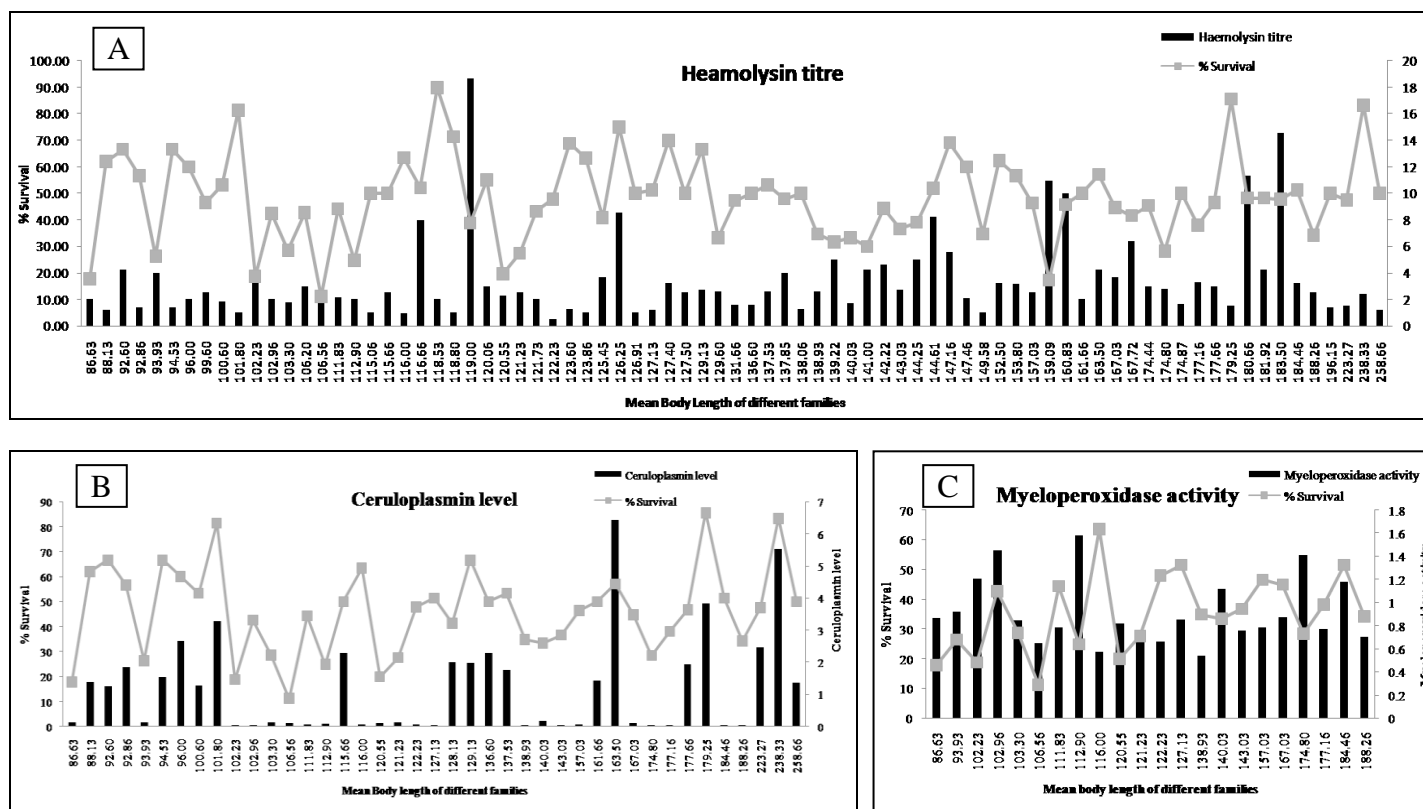 A
Heamolysin titre
Haemolysin titre
% Survival
% Survival
100.00
90.00
80.00
70.00
60.00
50.00
40.00
30.00
20.00
10.00
0.00
20
18
16
14
12
10
8
6
4
2
0
86.63 88.13 92.60 92.86 93.93 94.53 96.00 99.60 100.60 101.80 102.23 102.96 103.30 106.20 106.56 111.83 112.90 115.06 115.66 116.00 116.66 118.53 118.80 119.00 120.06 120.55 121.23 121.73 122.23 123.60 123.86 125.45 126.25 126.91 127.13 127.40 127.50 129.13 129.60 131.66 136.60 137.53 137.85 138.06 138.93 139.22 140.03 141.00 142.22 143.03 144.25 144.61 147.16 147.46 149.58 152.50 153.80 157.03 159.09 160.83 161.66 163.50 167.03 167.72 174.44 174.80 174.87 177.16 177.66 179.25 180.66 181.92 183.50 184.46 188.26 196.15 223.27 238.33 258.66
Mean Body Length of different families
B
Ceruloplasmin level
Ceruloplasmin level
% Survival
% Survival
90
80
70
60
50
40
30
20
10
0
7
6
5
4
3
2
1
0
Ceruloplasmin level
86.63 88.13 92.60 92.86 93.93 94.53 96.00 100.60 101.80 102.23 102.96 103.30 106.56 111.83 112.90 115.66 116.00 120.55 121.23 122.23 127.13 128.13 129.13 136.60 137.53 138.93 140.03 143.03 157.03 161.66 163.50 167.03 174.80 177.16 177.66 179.25 184.46 188.26 223.27 238.33 258.66
Mean Body length of different families
C
Myeloperoxidase activity
Myeloperoxidase activity
% Survival
% Survival
70
60
50
40
30
20
10
0
1.8
1.6
1.4
1.2
1
0.8
0.6
0.4
0.2
0
86.63 93.93 102.23 102.96 103.30 106.56 111.83 112.90 116.00 120.55 121.23 122.23 127.13 138.93 140.03 143.03 157.03 167.03 174.80 177.16 184.46 188.26
Mean body length of different families